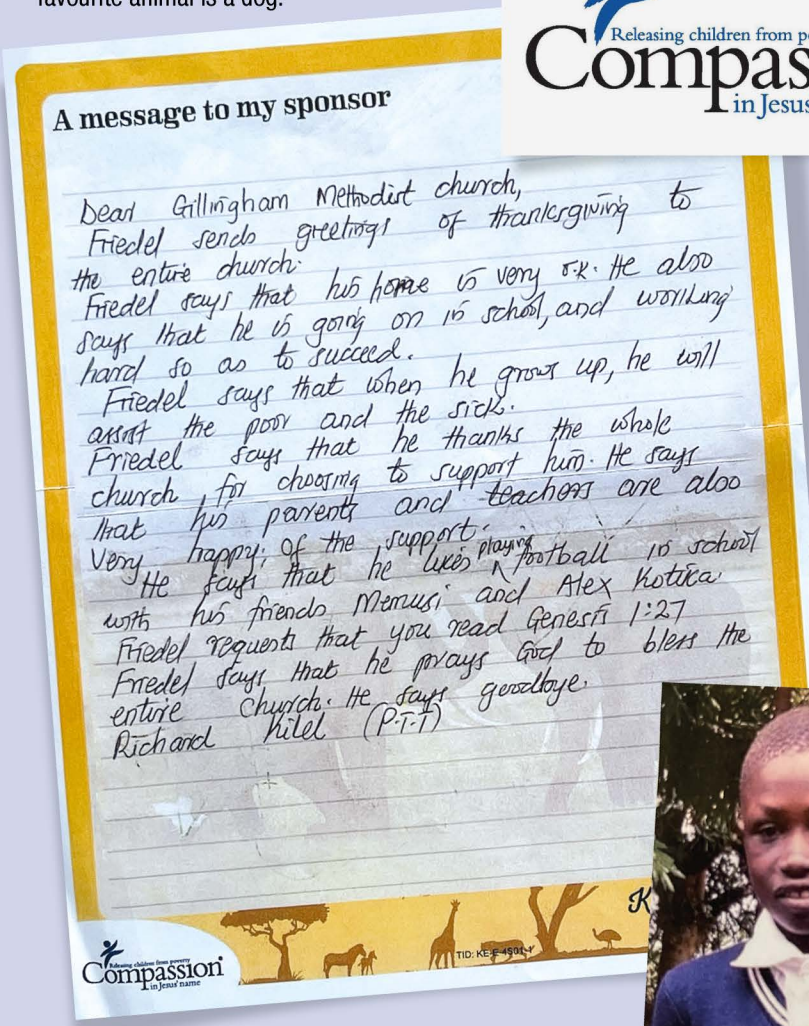 favourite animal is a dog.
Releasing children from p
Compas
in Jesus
A message to my sponsor
Dear Gillingham Methodist church,
Friedel sends greetings of thanksgiving to
the entire church.
Friedel says that his home is very o.k. He also
says that he is going on in school, and working
hard so as to succeed.
Friedel says that when he grows up, he will
assist the poor and the sick.
Friedel says that he thanks the whole
church, for choosing to support him. He says
that his parents and teachers are also
very happy; of the support.
He says that he likes playing football in school
with his friends Memusi and Alex Kotika.
Friedel requests that you read Genesis 1:27
Friedel says that he prays God to bless the
entire church. He says goodbye.
Richard Kilel (P.T.T)
K
TID: KE-E-4S01-1
Releasing children from poverty
Compassion
in Jesus' name